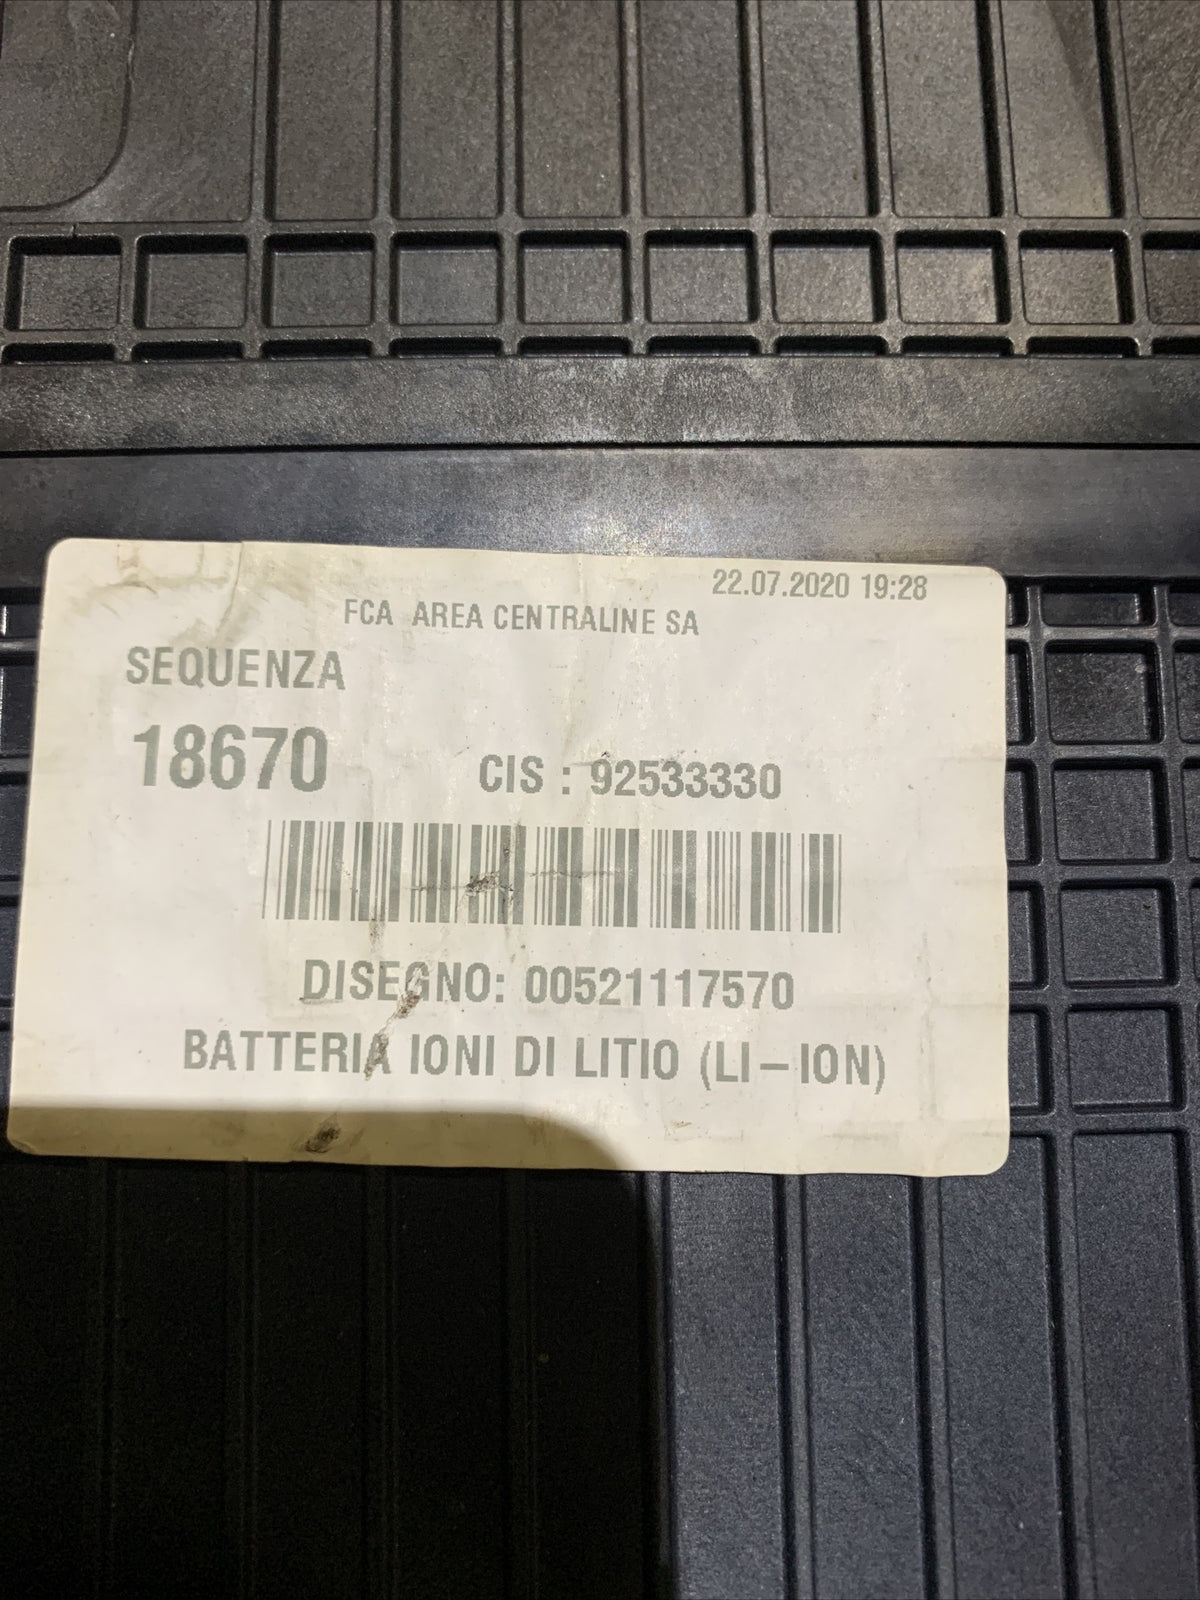 22.07.2020 19:28
FCA AREA CENTRALINE SA
SEQUENZA
18670
CIS : 92533330
DISEGNO: 00521117570
BATTERIA IONI DI LITIO (LI-ION)